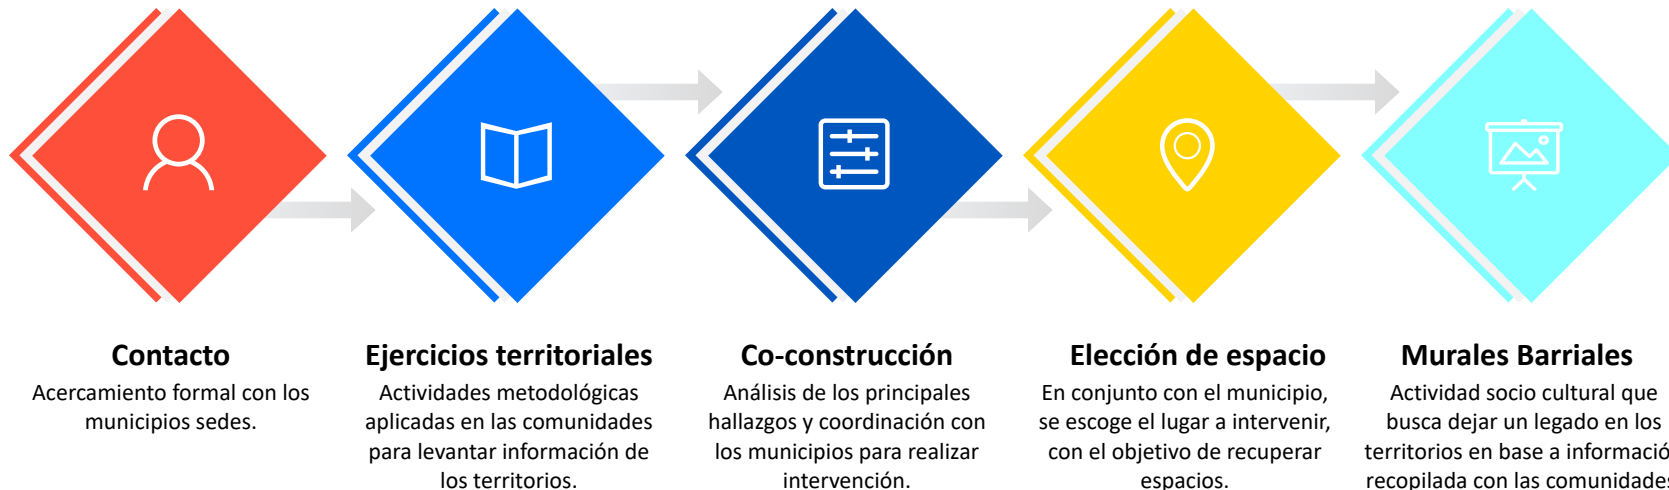 Contacto
Acercamiento formal con los
municipios sedes.
Ejercicios territoriales
Actividades metodológicas
aplicadas en las comunidades
para levantar información de
los territorios.
Co-construcción
Análisis de los principales
hallazgos y coordinación con
los municipios para realizar
intervención.
Elección de espacio
En conjunto con el municipio,
se escoge el lugar a intervenir,
con el objetivo de recuperar
espacios.
Murales Barriales
Actividad socio cultural que
busca dejar un legado en los
territorios en base a informació
recopilada con las comunidades